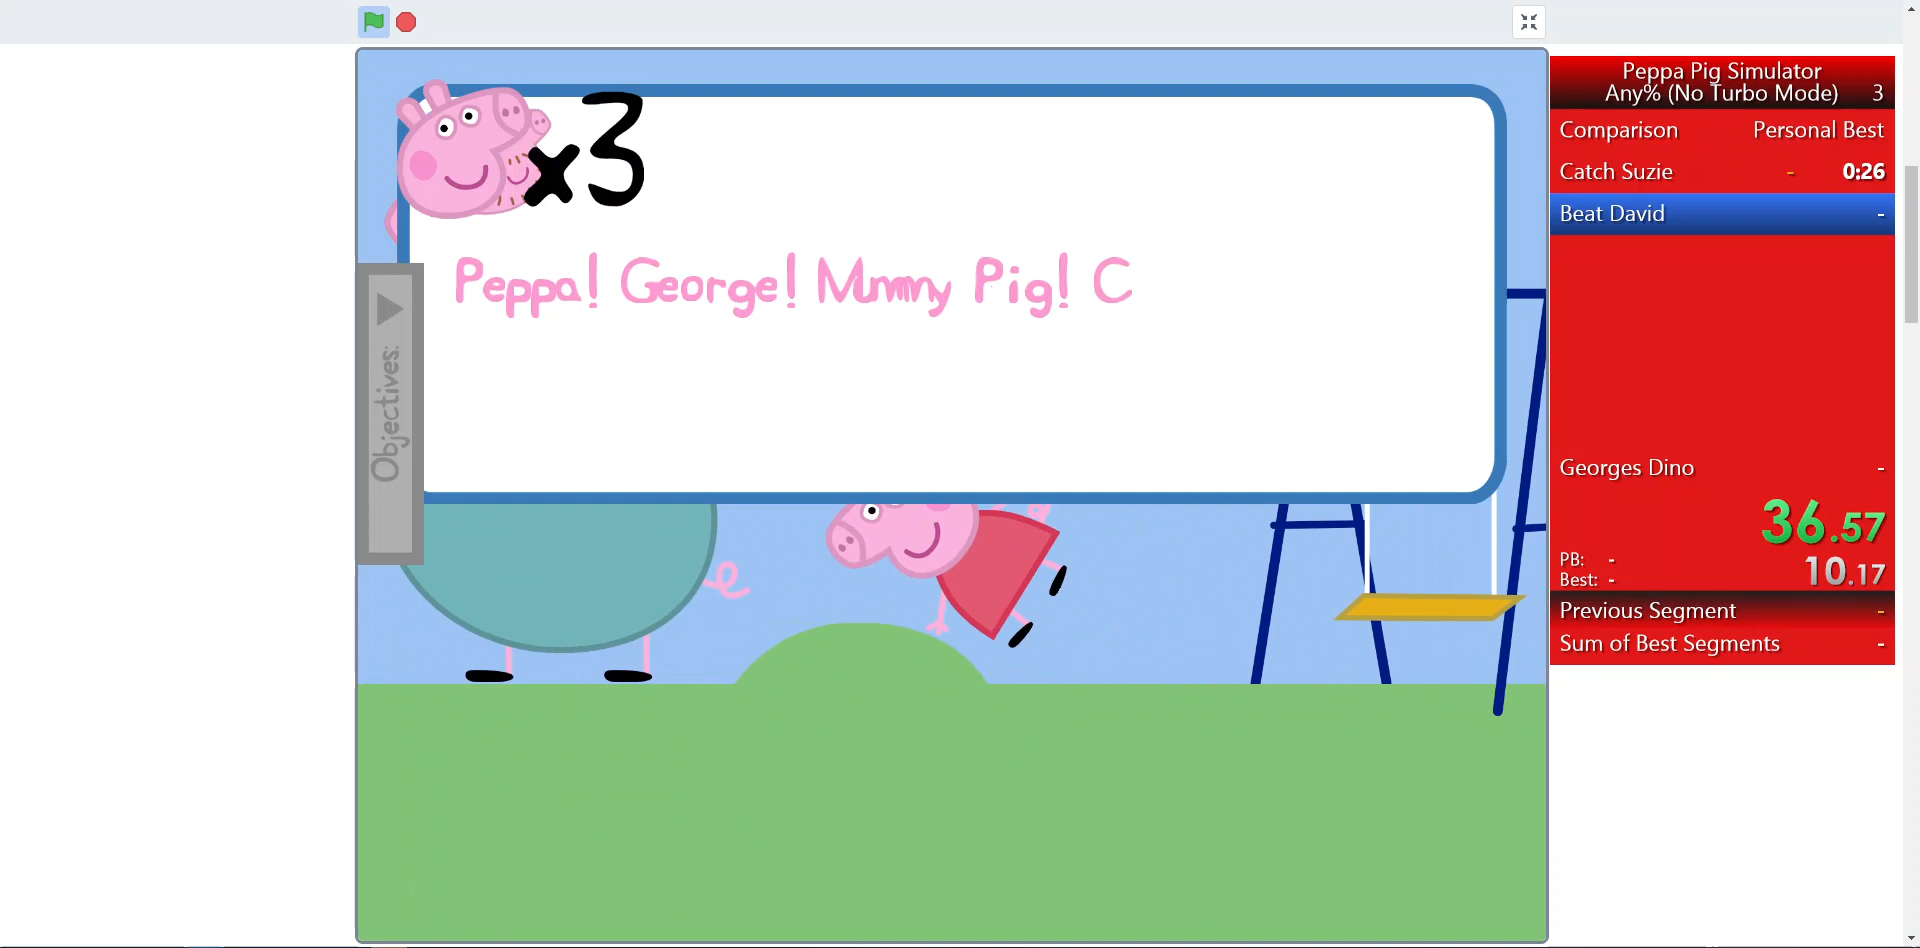 x3
Peppa! George! Mummy Pig! C
Objectives:
Peppa Pig Simulator
Any% (No Turbo Mode) 3
Comparison Personal Best
Catch Suzie - 0:26
Beat David -
Georges Dino -
36.57
PB: -
Best: -
10.17
Previous Segment -
Sum of Best Segments -